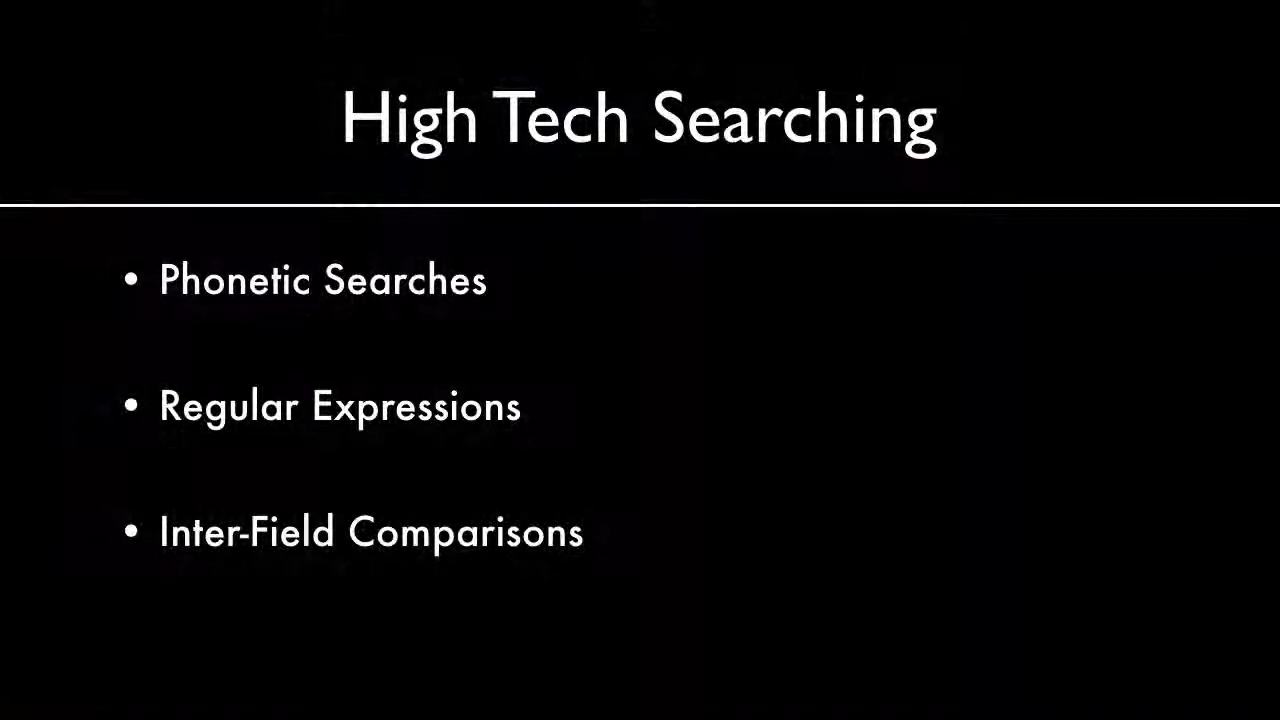 High Tech Searching
• Phonetic Searches
• Regular Expressions
• Inter-Field Comparisons